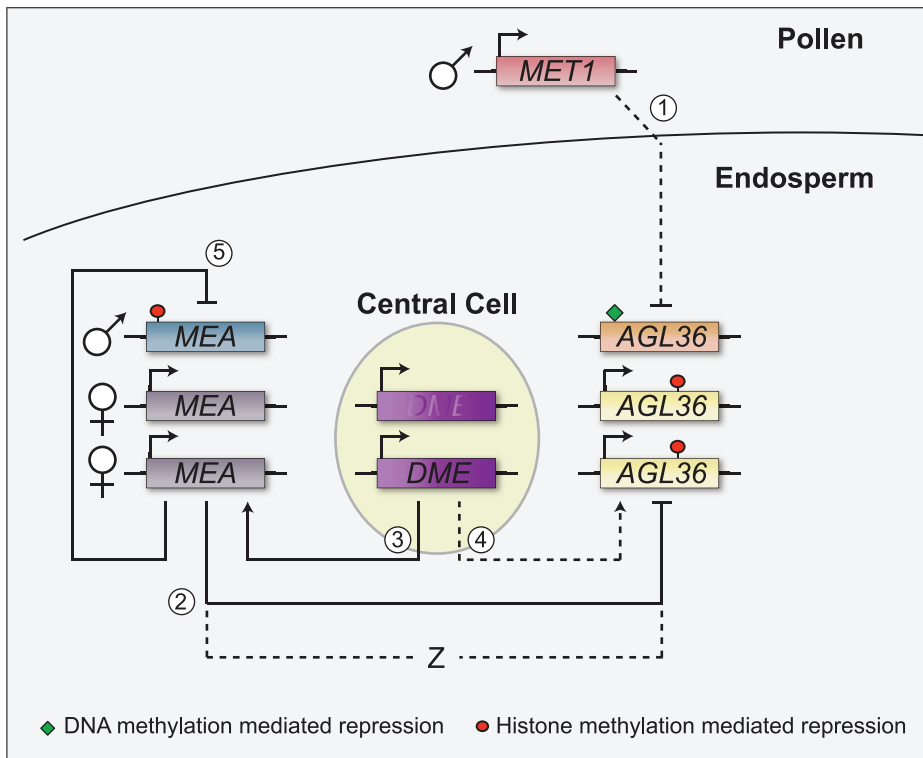 Pollen
MET1
①
Endosperm
⑤
Central Cell
MEA
AGL36
MEA
DME
AGL36
MEA
DME
AGL36
③
④
②
Z
DNA methylation mediated repression
Histone methylation mediated repression